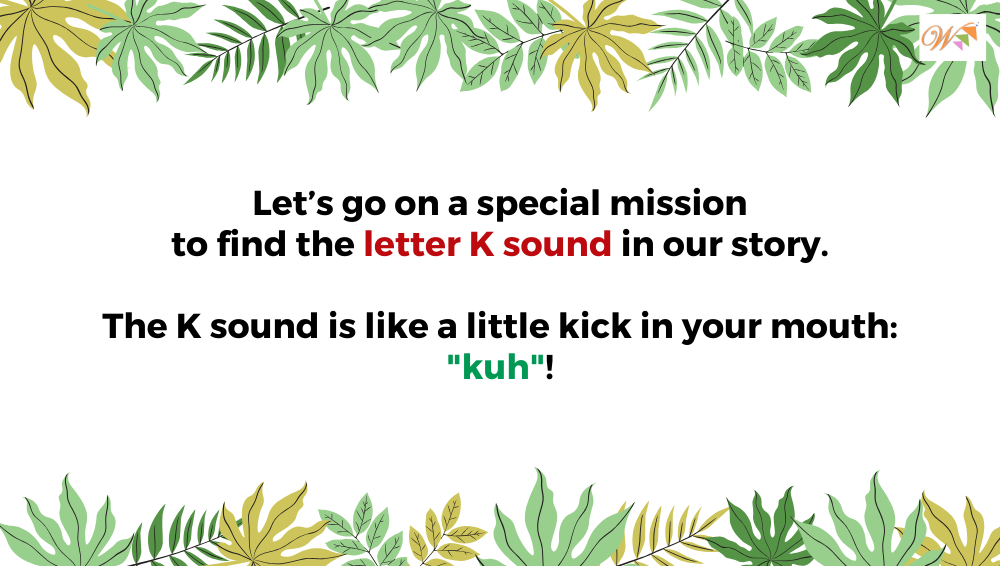 W
Let's go on a special mission
to find the letter K sound in our story.
The K sound is like a little kick in your mouth:
"kuh"!